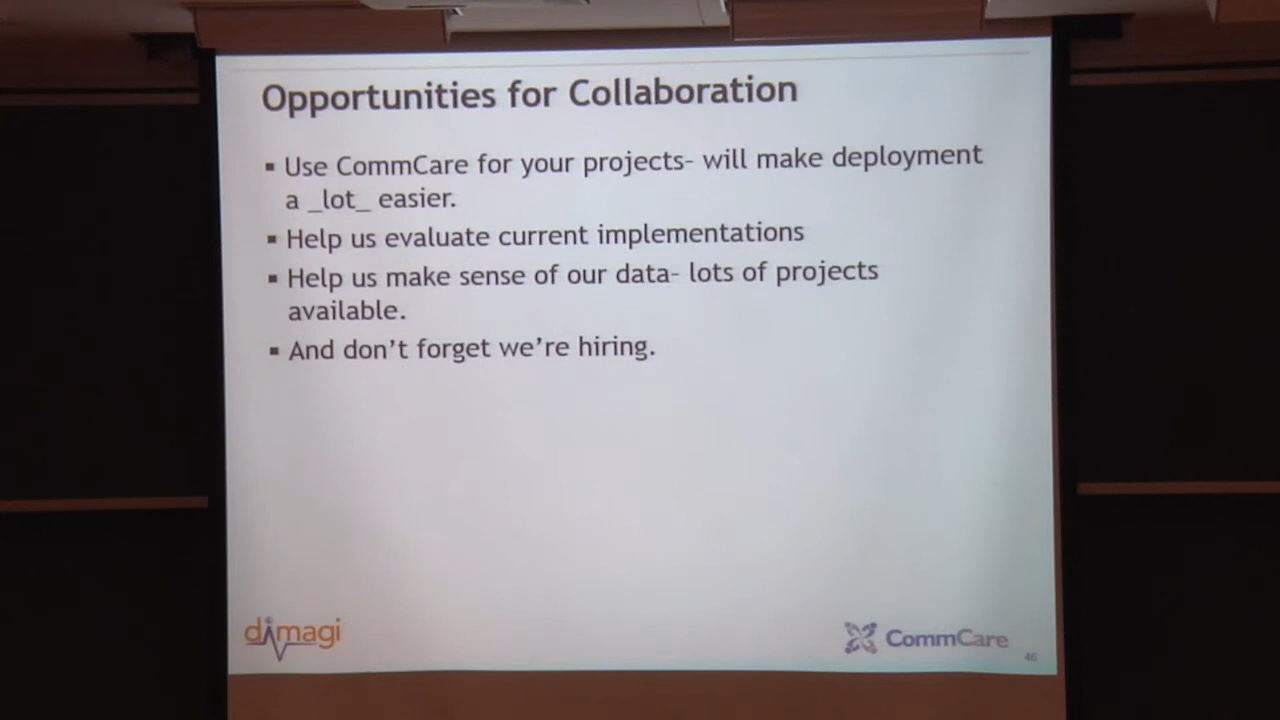 Opportunities for Collaboration
▪ Use CommCare for your projects- will make deployment
a _lot_ easier.
▪ Help us evaluate current implementations
▪ Help us make sense of our data- lots of projects
available.
▪ And don't forget we're hiring.
dimagi
CommCare
46